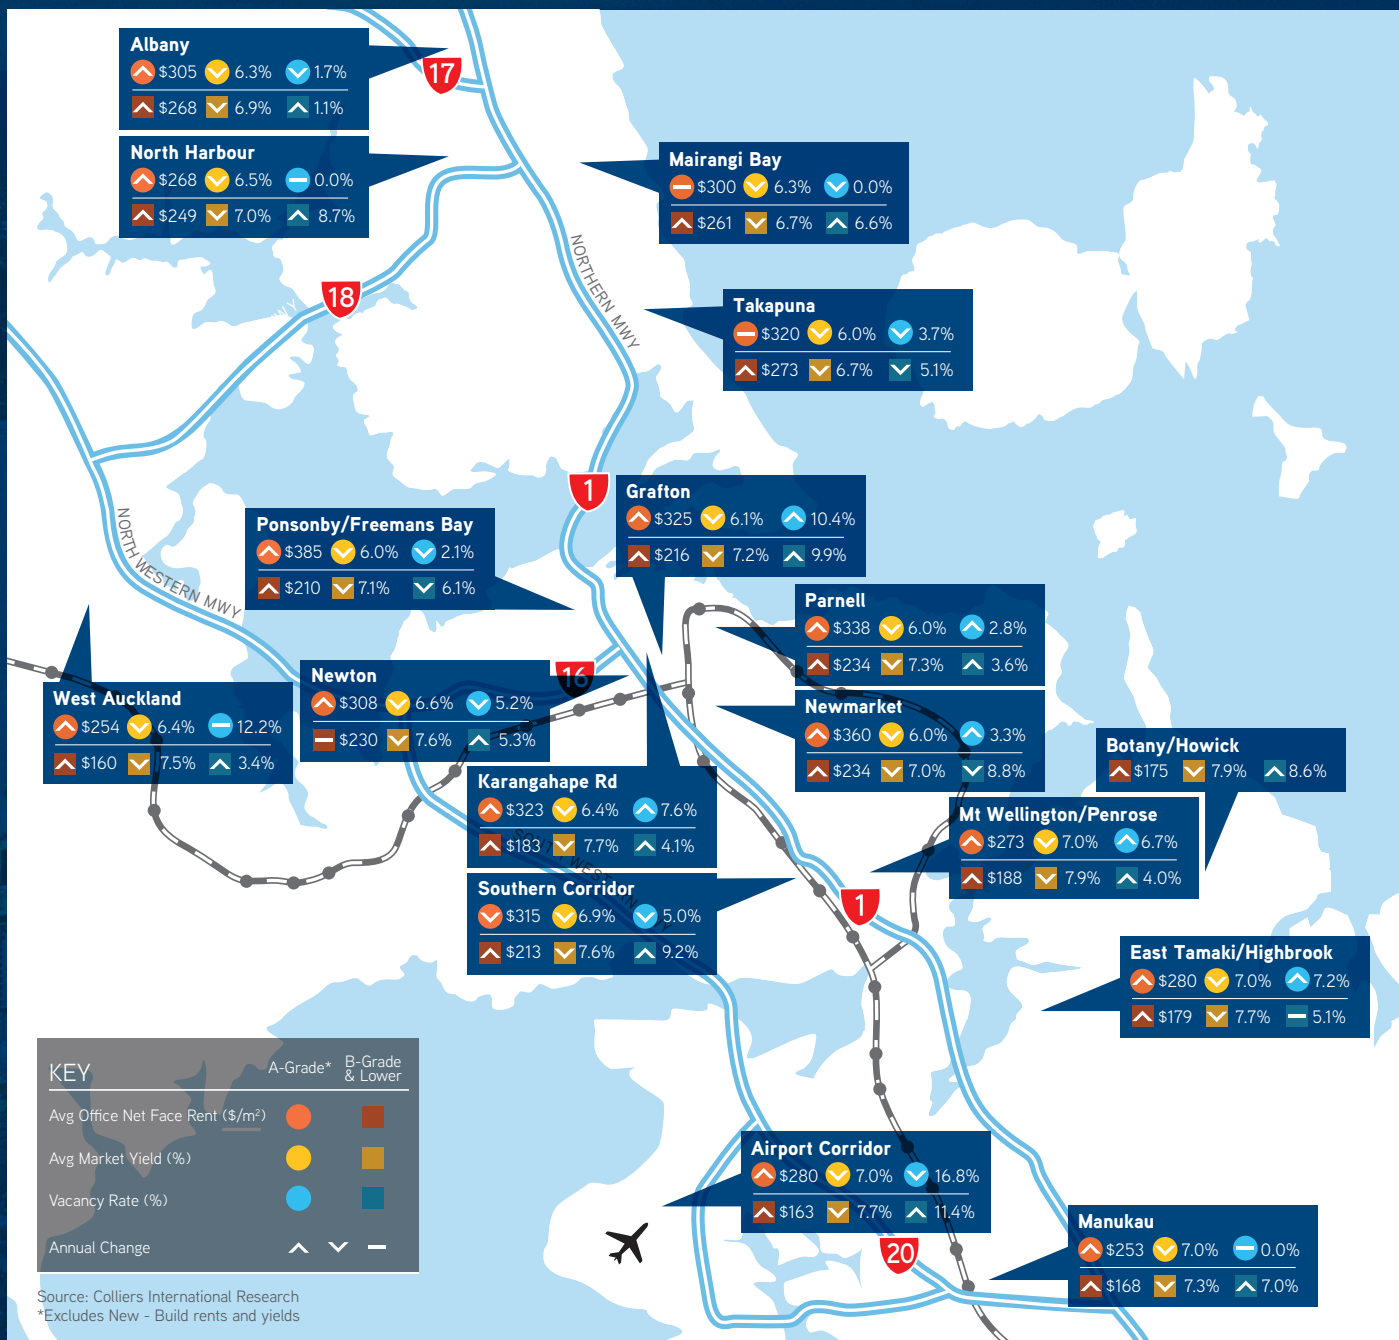 Albany
$305 6.3% 1.7%
$268 6.9% 1.1%
17
North Harbour
$268 6.5% 0.0%
$249 7.0% 8.7%
Mairangi Bay
$300 6.3% 0.0%
$261 6.7% 6.6%
18
NORTHERN MWY
Takapuna
$320 6.0% 3.7%
$273 6.7% 5.1%
1
Grafton
$325 6.1% 10.4%
$216 7.2% 9.9%
Ponsonby/Freemans Bay
$385 6.0% 2.1%
$210 7.1% 6.1%
NORTH WESTERN MWY
Parnell
$338 6.0% 2.8%
$234 7.3% 3.6%
16
Newton
$308 6.6% 5.2%
$230 7.6% 5.3%
West Auckland
$254 6.4% 12.2%
$160 7.5% 3.4%
Newmarket
$360 6.0% 3.3%
$234 7.0% 8.8%
Botany/Howick
$175 7.9% 8.6%
Karangahape Rd
$323 6.4% 7.6%
$183 7.7% 4.1%
Mt Wellington/Penrose
$273 7.0% 6.7%
$188 7.9% 4.0%
Southern Corridor
$315 6.9% 5.0%
$213 7.6% 9.2%
1
East Tamaki/Highbrook
$280 7.0% 7.2%
$179 7.7% 5.1%
KEY
A-Grade*
B-Grade
& Lower
Avg Office Net Face Rent ($/m²)
Avg Market Yield (%)
Vacancy Rate (%)
Annual Change
Airport Corridor
$280 7.0% 16.8%
$163 7.7% 11.4%
20
Manukau
$253 7.0% 0.0%
$168 7.3% 7.0%
Source: Colliers International Research
*Excludes New - Build rents and yields